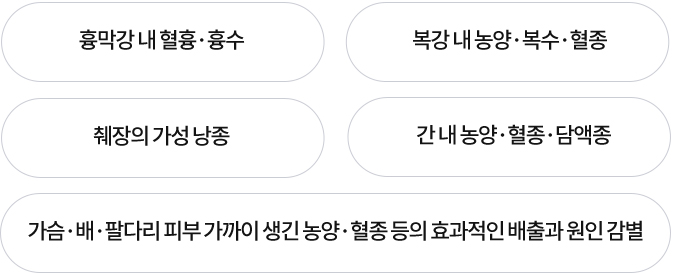 흉막강 내 혈흉·흉수
복강 내 농양·복수·혈종
췌장의 가성 낭종
간 내 농양·혈종·담액종
가슴·배·팔다리 피부 가까이 생긴 농양·혈종 등의 효과적인 배출과 원인 감별